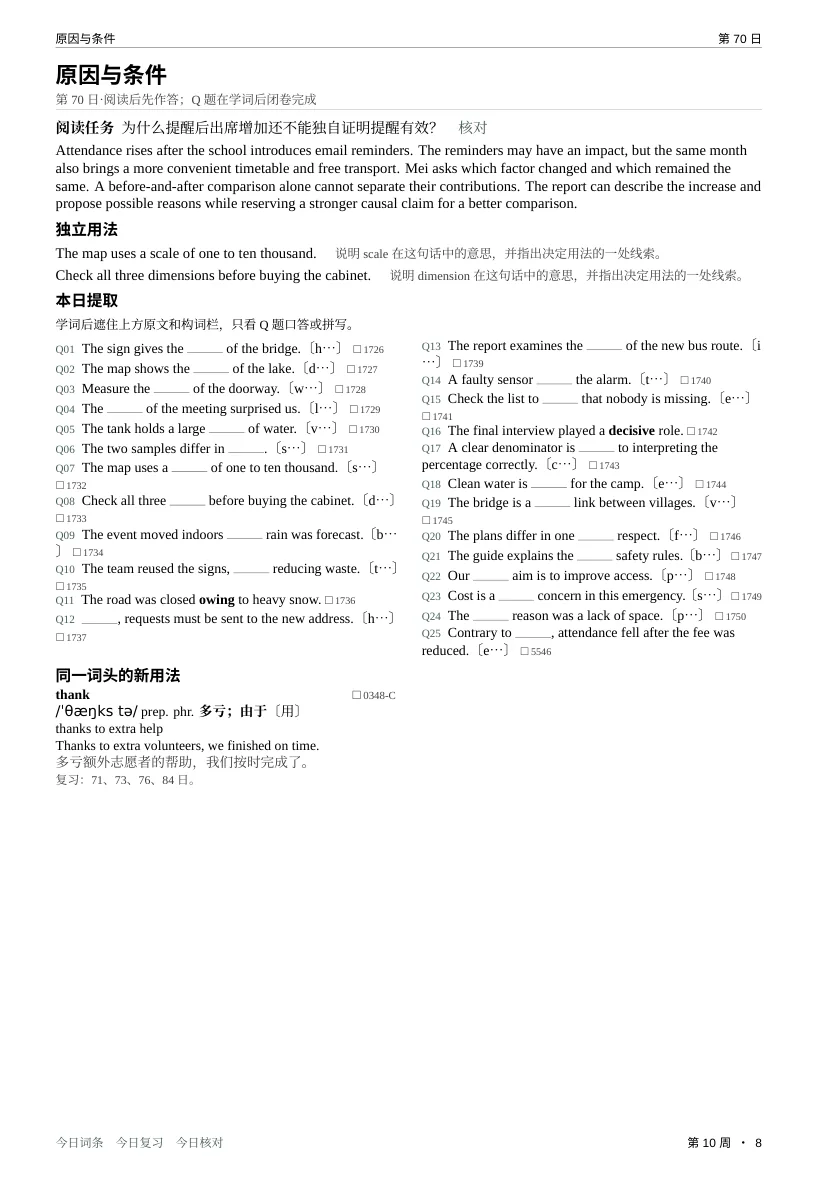 原因与条件 第 70 日
原因与条件
第 70 日·阅读后先作答；Q 题在学词后闭卷完成
阅读任务 为什么提醒后出席增加还不能独自证明提醒有效？ 核对
Attendance rises after the school introduces email reminders. The reminders may have an impact, but the same month
also brings a more convenient timetable and free transport. Mei asks which factor changed and which remained the
same. A before-and-after comparison alone cannot separate their contributions. The report can describe the increase and
propose possible reasons while reserving a stronger causal claim for a better comparison.
独立用法
The map uses a scale of one to ten thousand. 说明 scale 在这句话中的意思，并指出决定用法的一处线索。
Check all three dimensions before buying the cabinet. 说明 dimension 在这句话中的意思，并指出决定用法的一处线索。
本日提取
学词后遮住上方原文和构词栏，只看 Q 题口答或拼写。
Q01 The sign gives the _____ of the bridge.〔h…〕 □ 1726
Q02 The map shows the _____ of the lake.〔d…〕 □ 1727
Q03 Measure the _____ of the doorway.〔w…〕 □ 1728
Q04 The _____ of the meeting surprised us.〔l…〕 □ 1729
Q05 The tank holds a large _____ of water.〔v…〕 □ 1730
Q06 The two samples differ in _____.〔s…〕 □ 1731
Q07 The map uses a _____ of one to ten thousand.〔s…〕
□ 1732
Q08 Check all three _____ before buying the cabinet.〔d…〕
□ 1733
Q09 The event moved indoors _____ rain was forecast.〔b…
〕 □ 1734
Q10 The team reused the signs, _____ reducing waste.〔t…〕
□ 1735
Q11 The road was closed owing to heavy snow. □ 1736
Q12 _____, requests must be sent to the new address.〔h…〕
□ 1737
Q13 The report examines the _____ of the new bus route.〔i
…〕 □ 1739
Q14 A faulty sensor _____ the alarm.〔t…〕 □ 1740
Q15 Check the list to _____ that nobody is missing.〔e…〕
□ 1741
Q16 The final interview played a decisive role. □ 1742
Q17 A clear denominator is _____ to interpreting the
percentage correctly.〔c…〕 □ 1743
Q18 Clean water is _____ for the camp.〔e…〕 □ 1744
Q19 The bridge is a _____ link between villages.〔v…〕
□ 1745
Q20 The plans differ in one _____ respect.〔f…〕 □ 1746
Q21 The guide explains the _____ safety rules.〔b…〕 □ 1747
Q22 Our _____ aim is to improve access.〔p…〕 □ 1748
Q23 Cost is a _____ concern in this emergency.〔s…〕 □ 1749
Q24 The _____ reason was a lack of space.〔p…〕 □ 1750
Q25 Contrary to _____, attendance fell after the fee was
reduced.〔e…〕 □ 5546
同一词头的新用法
thank □ 0348-C
/ˈθæŋks tə/ prep. phr. 多亏；由于〔用〕
thanks to extra help
Thanks to extra volunteers, we finished on time.
多亏额外志愿者的帮助，我们按时完成了。
复习：71、73、76、84 日。
今日词条 今日复习 今日核对 第 10 周 · 8